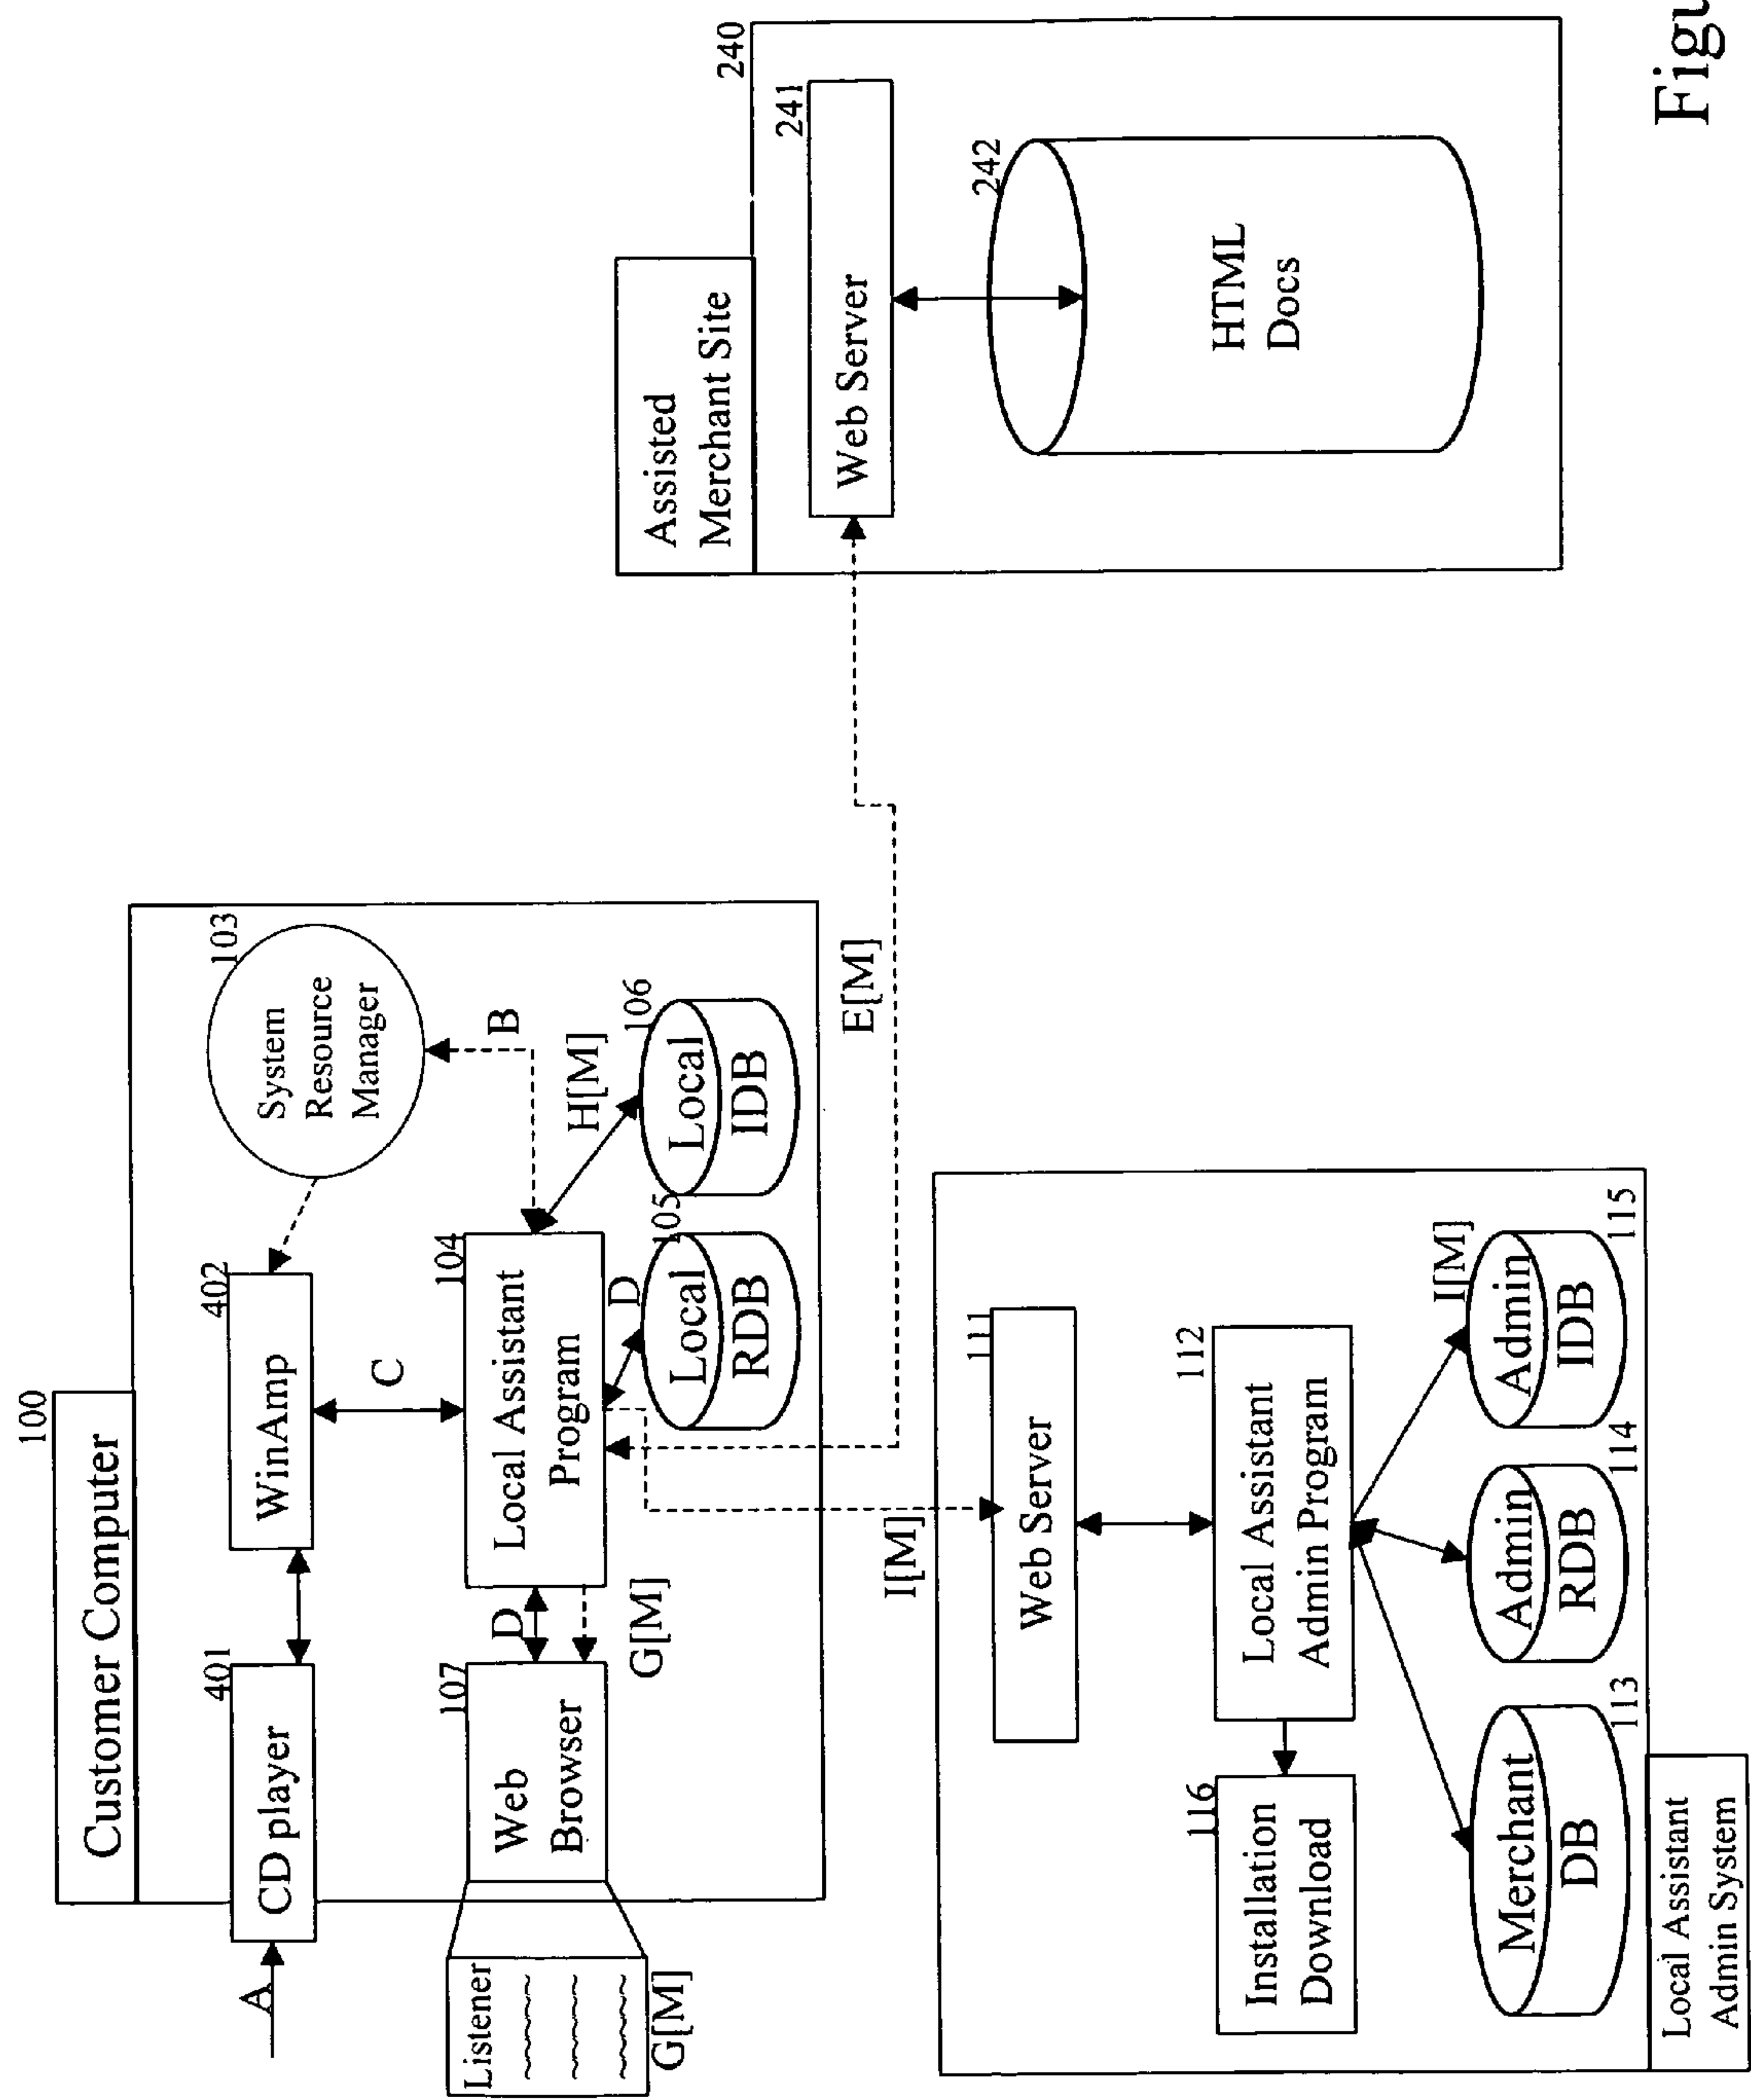 100
Customer Computer
A
401
CD player
402
WinAmp
103
System
Resource
Manager
C
B
Listener
G[M]
107
Web
Browser
D
G[M]
104
Local Assistant
Program
D
H[M]
105
Local
RDB
106
Local
IDB
E[M]
I[M]
Assisted
Merchant Site
240
241
Web Server
242
HTML
Docs
111
Web Server
112
Local Assistant
Admin Program
116
Installation
Download
I[M]
Merchant
DB
113
Admin
RDB
114
Admin
IDB
115
Local Assistant
Admin System
Figu